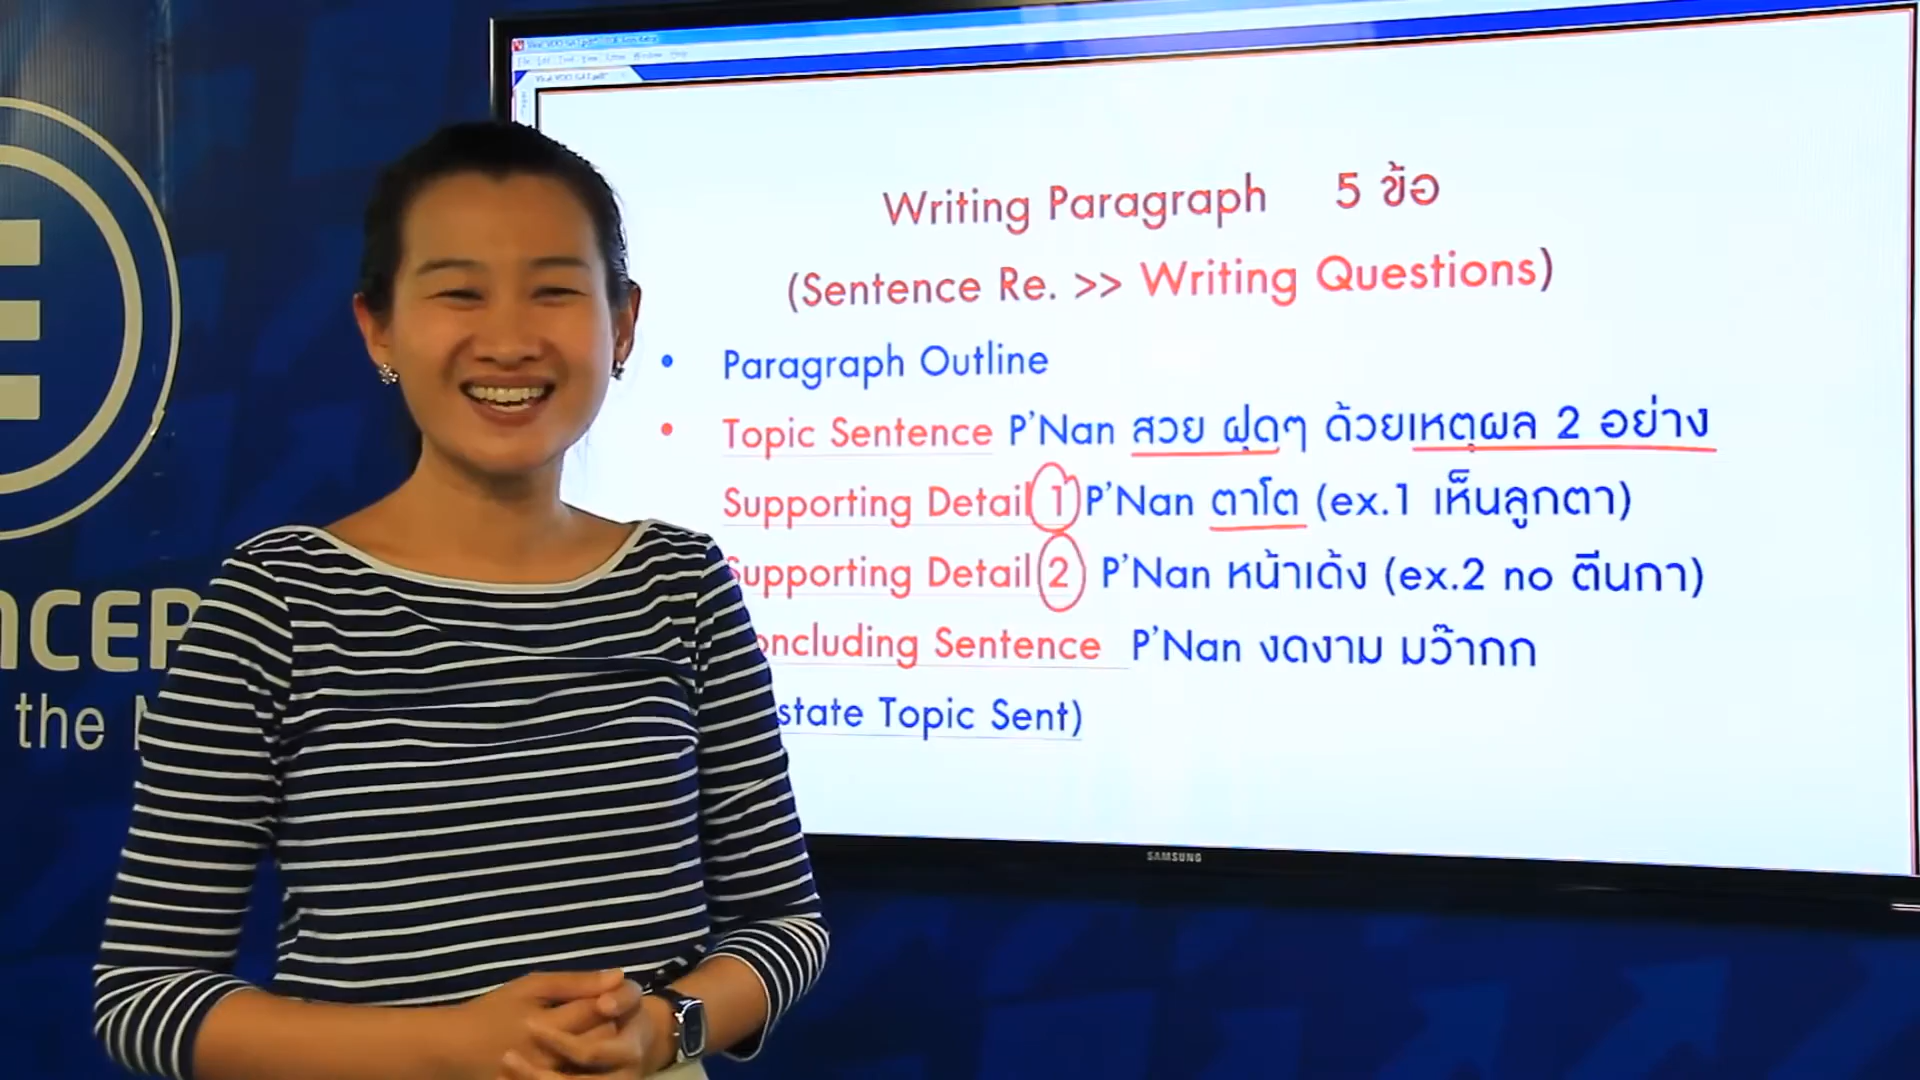 Writing Paragraph 5 ข้อ
(Sentence Re. >> Writing Questions)
• Paragraph Outline
• Topic Sentence P'Nan สวย ฝุดๆ ด้วยเหตุผล 2 อย่าง
Supporting Detail 1 P'Nan ตาโต (ex.1 เห็นลูกตา)
Supporting Detail 2 P'Nan หน้าเด้ง (ex.2 no ตีนกา)
oncluding Sentence P'Nan งดงาม มว๊ากก
state Topic Sent)
SAMSUNG
NCEP
the